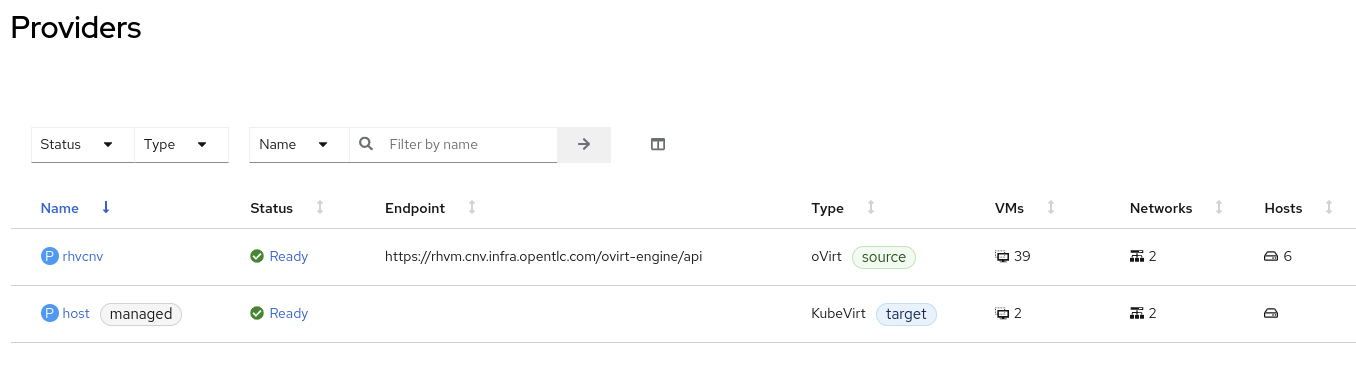 Providers
Status Type Name Filter by name
Name Status Endpoint Type VMs Networks Hosts
P rhvcnv Ready https://rhvm.cnv.infra.opentlc.com/ovirt-engine/api oVirt source 39 2 6
P host managed Ready KubeVirt target 2 2